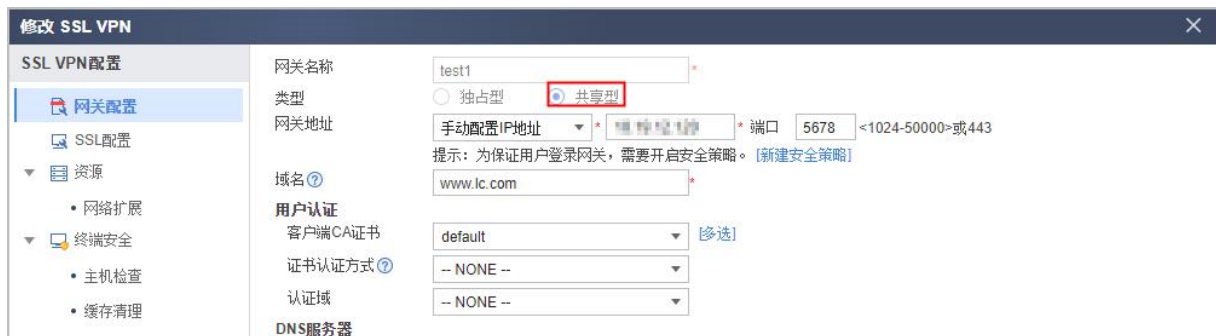 修改 SSL VPN
SSL VPN配置
网关配置
SSL配置
资源
网络扩展
终端安全
主机检查
缓存清理
网关名称 test1 *
类型 独占型 共享型
网关地址 手动配置IP地址 * * 端口 5678 <1024-50000>或443
提示：为保证用户登录网关，需要开启安全策略。 [新建安全策略]
域名 www.lc.com *
用户认证
客户端CA证书 default [多选]
证书认证方式 -- NONE --
认证域 -- NONE --
DNS服务器